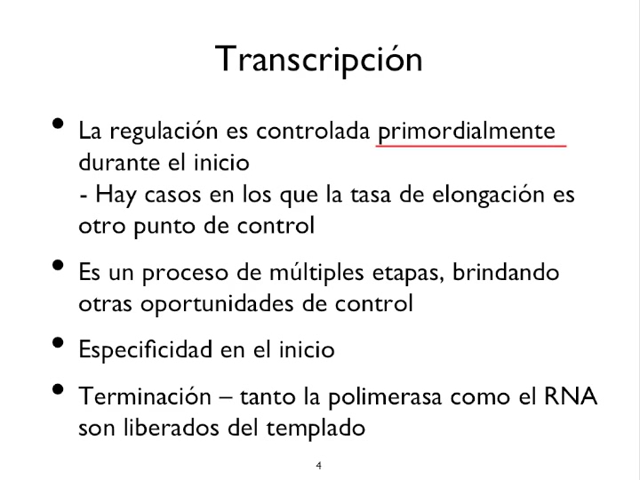 Transcripción
• La regulación es controlada primordialmente
durante el inicio
- Hay casos en los que la tasa de elongación es
otro punto de control
• Es un proceso de múltiples etapas, brindando
otras oportunidades de control
• Especificidad en el inicio
• Terminación – tanto la polimerasa como el RNA
son liberados del templado
4